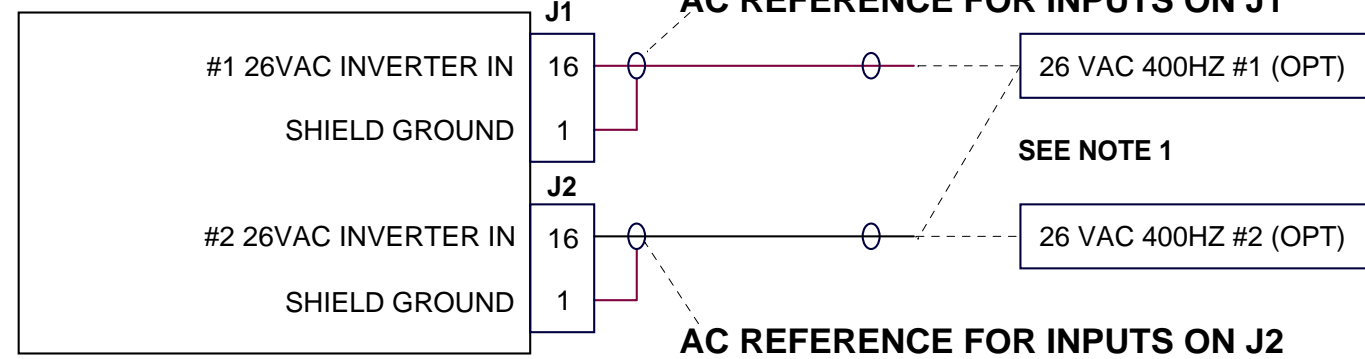 J1
AC REFERENCE FOR INPUTS ON J1
#1 26VAC INVERTER IN
16
26 VAC 400HZ #1 (OPT)
SHIELD GROUND
1
SEE NOTE 1
J2
#2 26VAC INVERTER IN
16
26 VAC 400HZ #2 (OPT)
SHIELD GROUND
1
AC REFERENCE FOR INPUTS ON J2